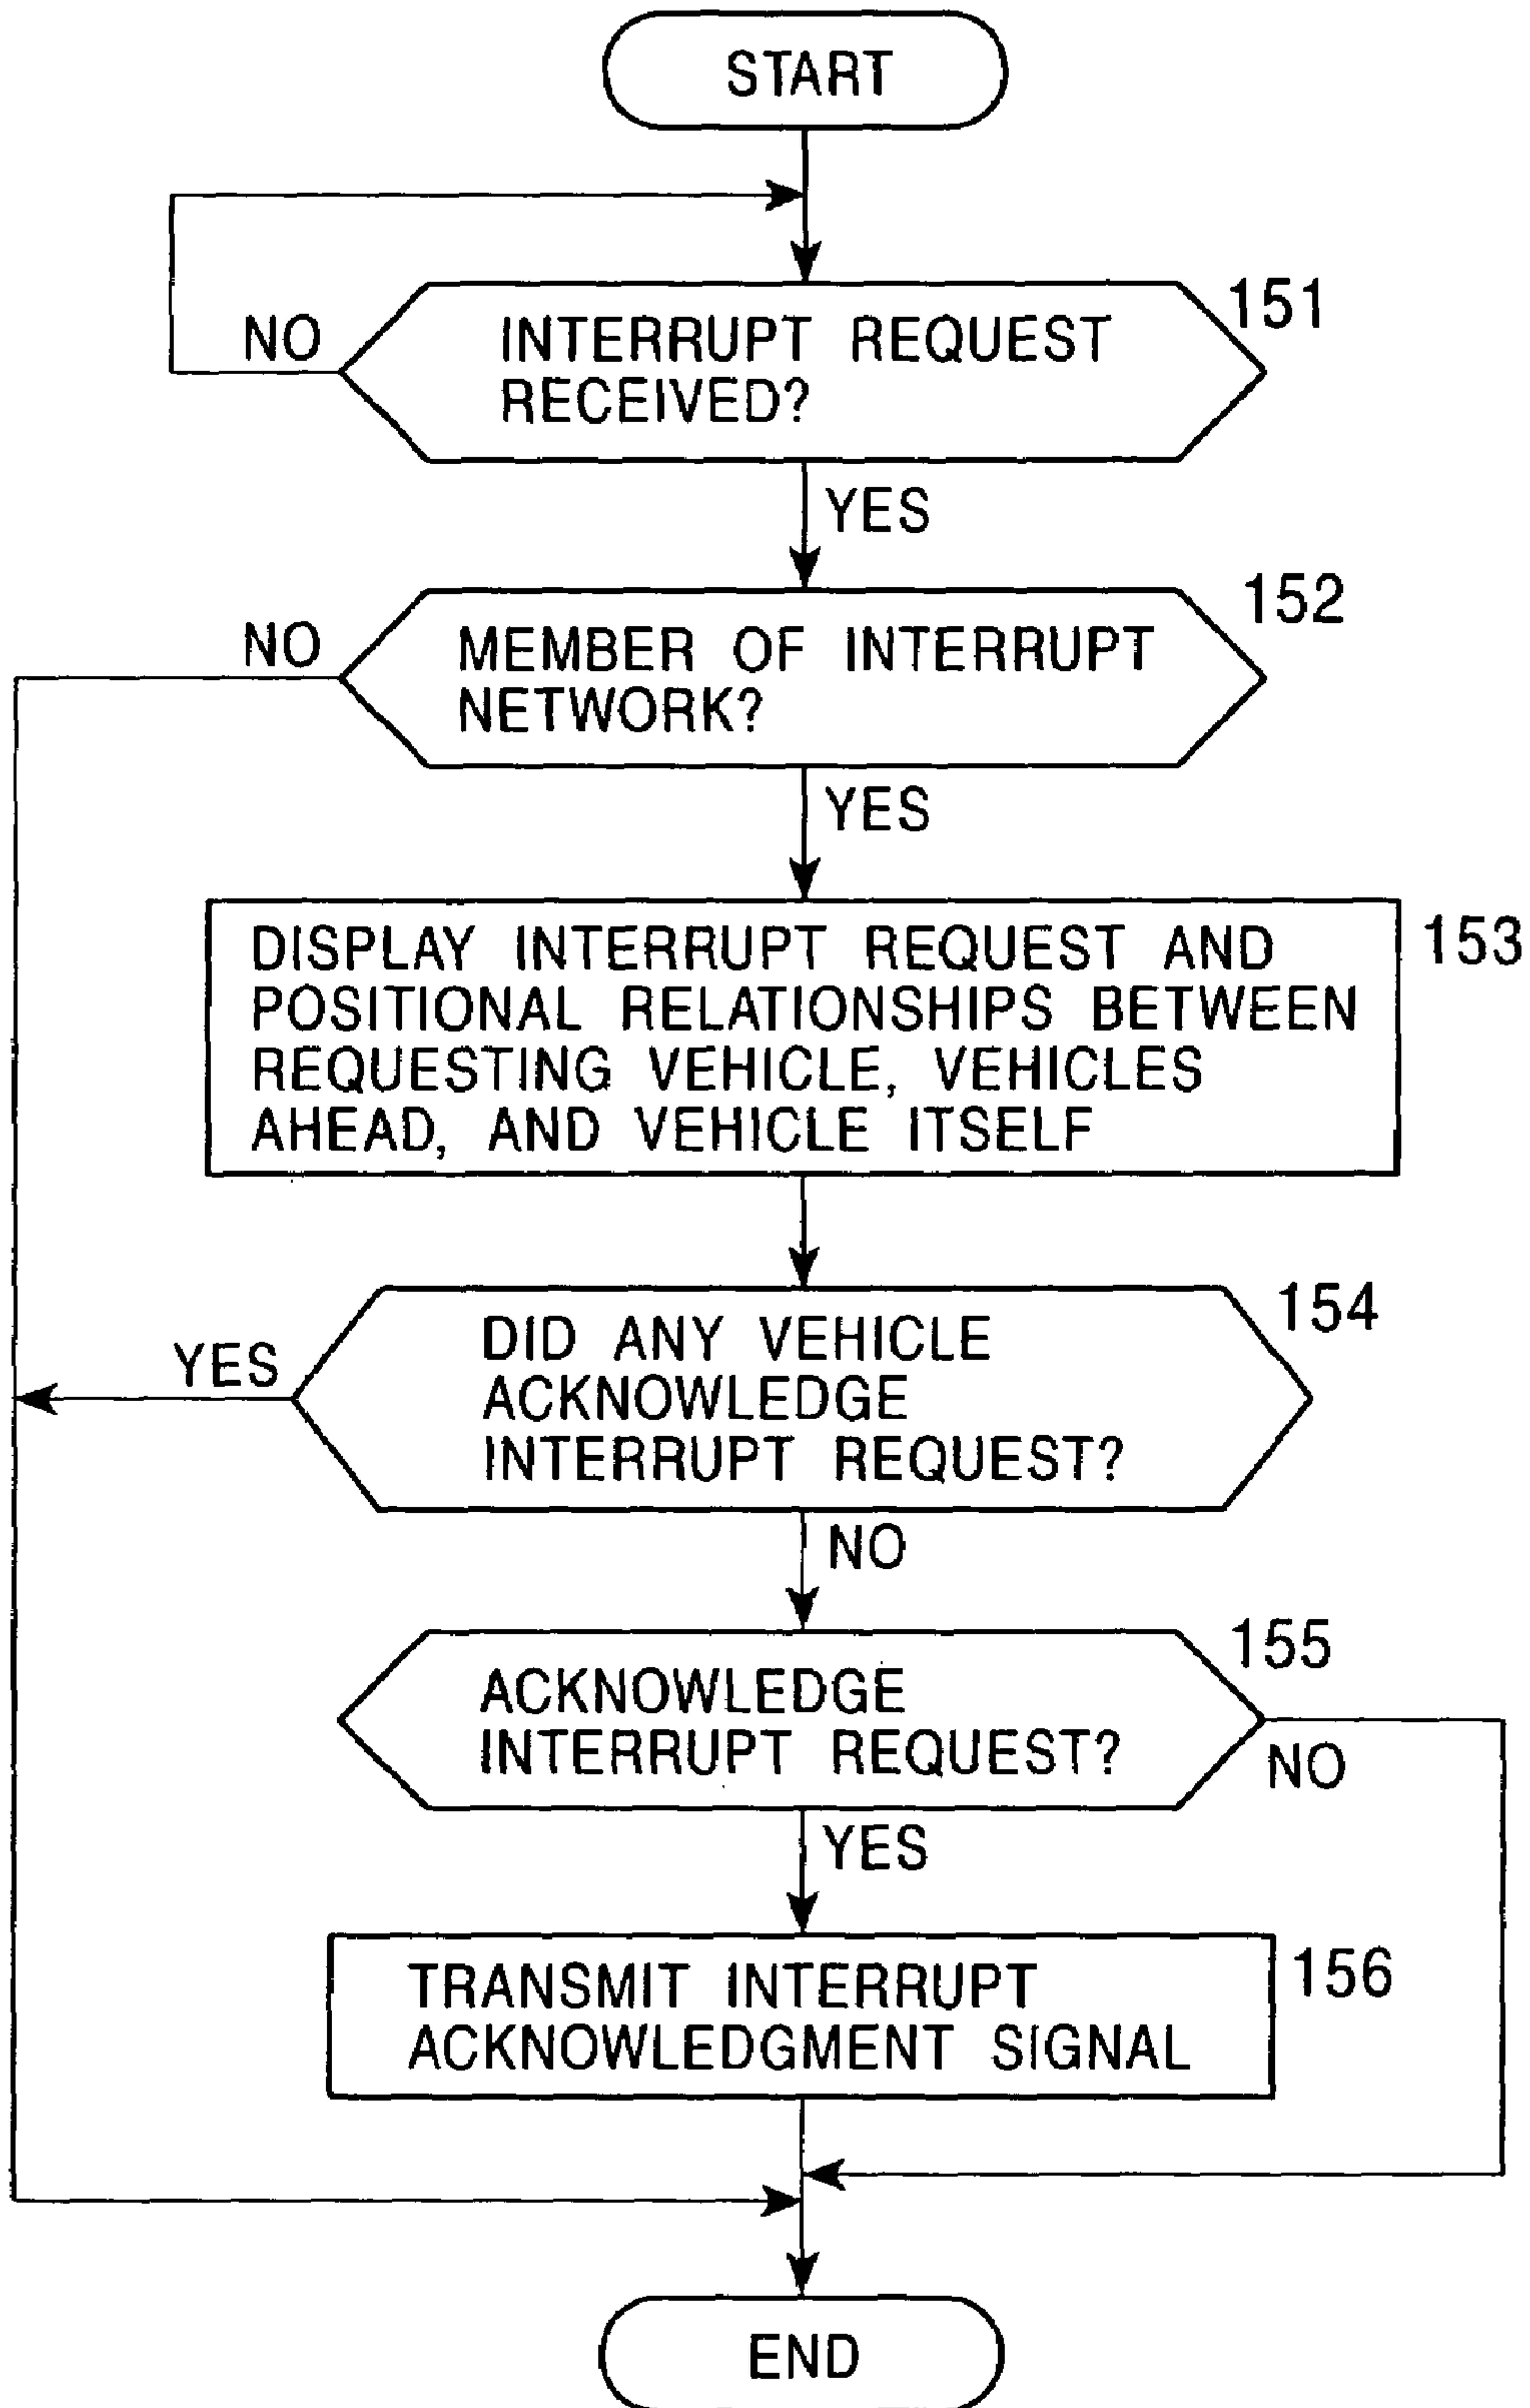 START
151
NO
INTERRUPT REQUEST
RECEIVED?
YES
152
NO
MEMBER OF INTERRUPT
NETWORK?
YES
153
DISPLAY INTERRUPT REQUEST AND
POSITIONAL RELATIONSHIPS BETWEEN
REQUESTING VEHICLE, VEHICLES
AHEAD, AND VEHICLE ITSELF
154
YES
DID ANY VEHICLE
ACKNOWLEDGE
INTERRUPT REQUEST?
NO
155
ACKNOWLEDGE
INTERRUPT REQUEST?
NO
YES
156
TRANSMIT INTERRUPT
ACKNOWLEDGMENT SIGNAL
END